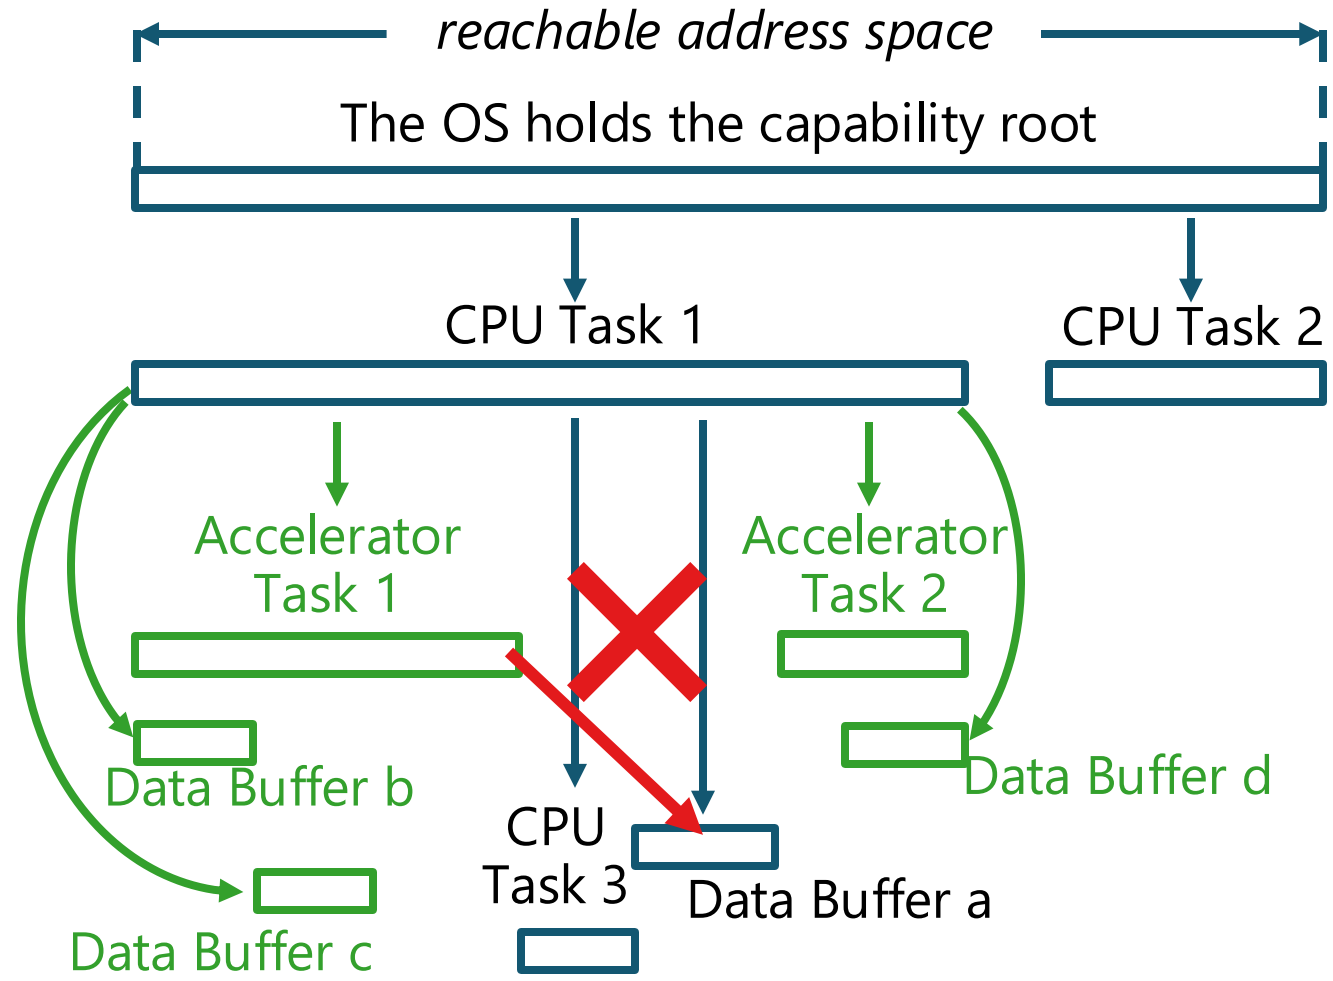 reachable address space
The OS holds the capability root
CPU Task 1
CPU Task 2
Accelerator
Task 1
Accelerator
Task 2
Data Buffer b
Data Buffer d
CPU
Task 3
Data Buffer a
Data Buffer c